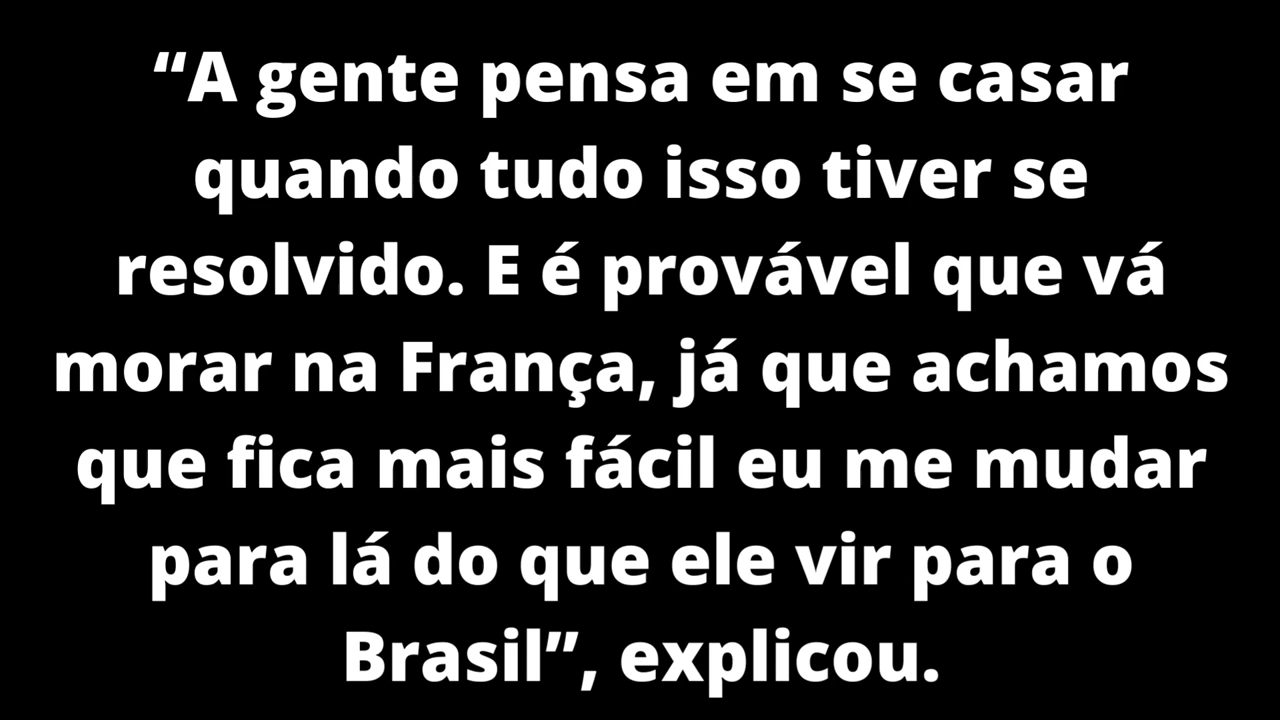 “A gente pensa em se casar
quando tudo isso tiver se
resolvido. E é provável que vá
morar na França, já que achamos
que fica mais fácil eu me mudar
para lá do que ele vir para o
Brasil”, explicou.